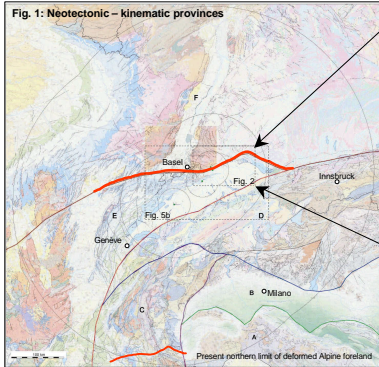 Fig. 1: Neotectonic – kinematic provinces
F
Basel
Innsbruck
Fig. 2
E
Fig. 5b
D
Genève
B
Milano
C
A
Present northern limit of deformed Alpine foreland